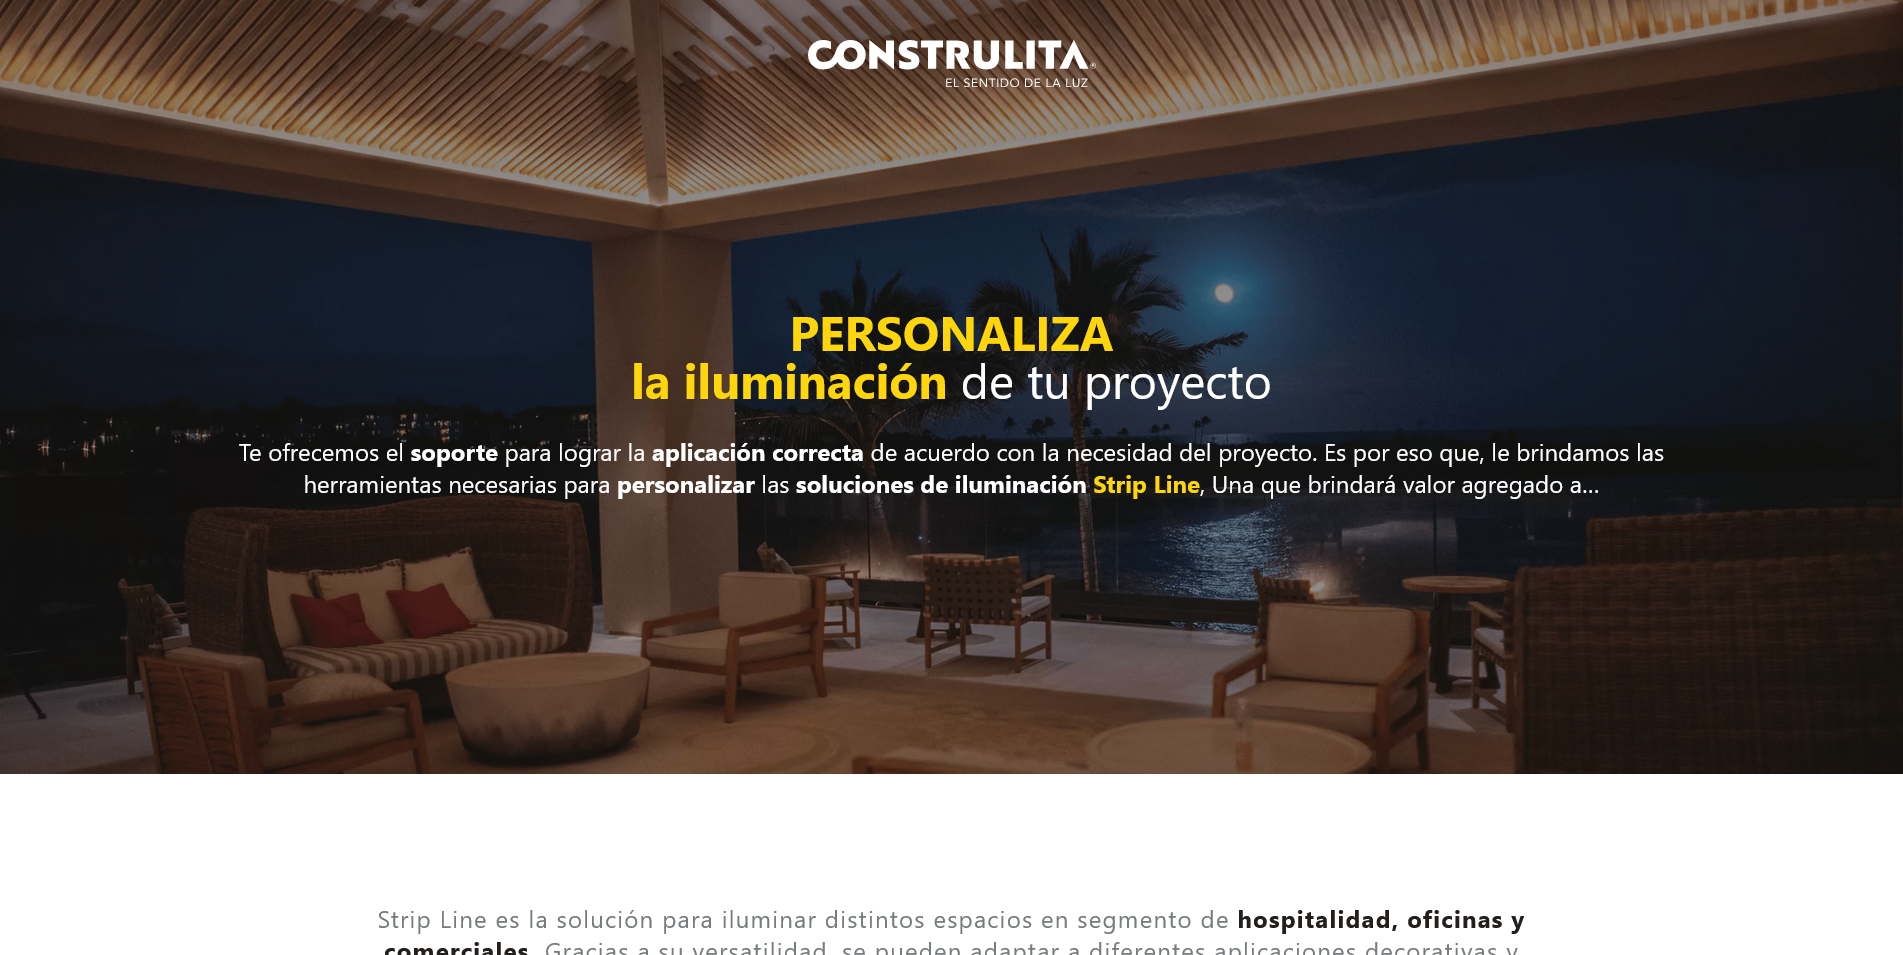 CONSTRULITA®
EL SENTIDO DE LA LUZ
PERSONALIZA
la iluminación de tu proyecto
Te ofrecemos el soporte para lograr la aplicación correcta de acuerdo con la necesidad del proyecto. Es por eso que, le brindamos las
herramientas necesarias para personalizar las soluciones de iluminación Strip Line, Una que brindará valor agregado a...
Strip Line es la solución para iluminar distintos espacios en segmento de hospitalidad, oficinas y
comerciales. Gracias a su versatilidad, se pueden adaptar a diferentes aplicaciones decorativas y